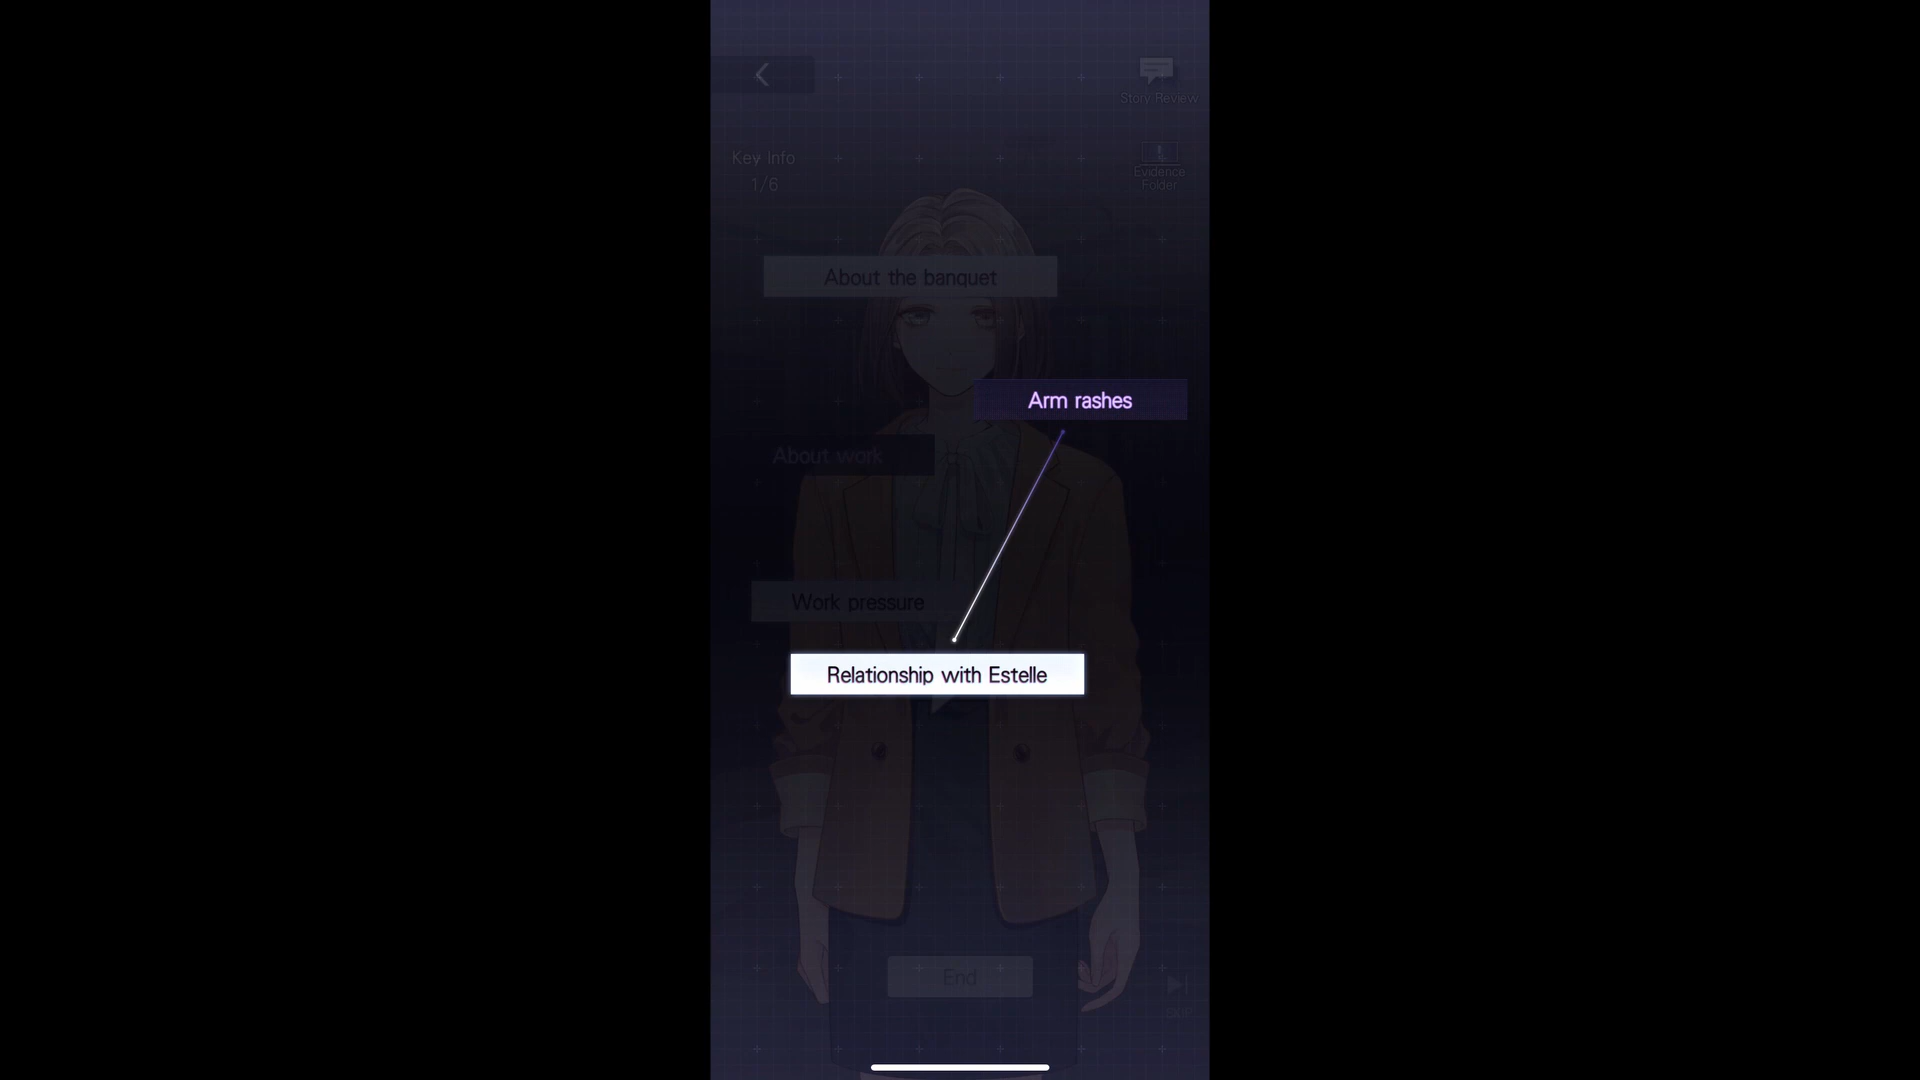 Story Review
Key Info
1/6
Evidence
Folder
About the banquet
Arm rashes
About work
Work pressure
Relationship with Estelle
End
SKIP